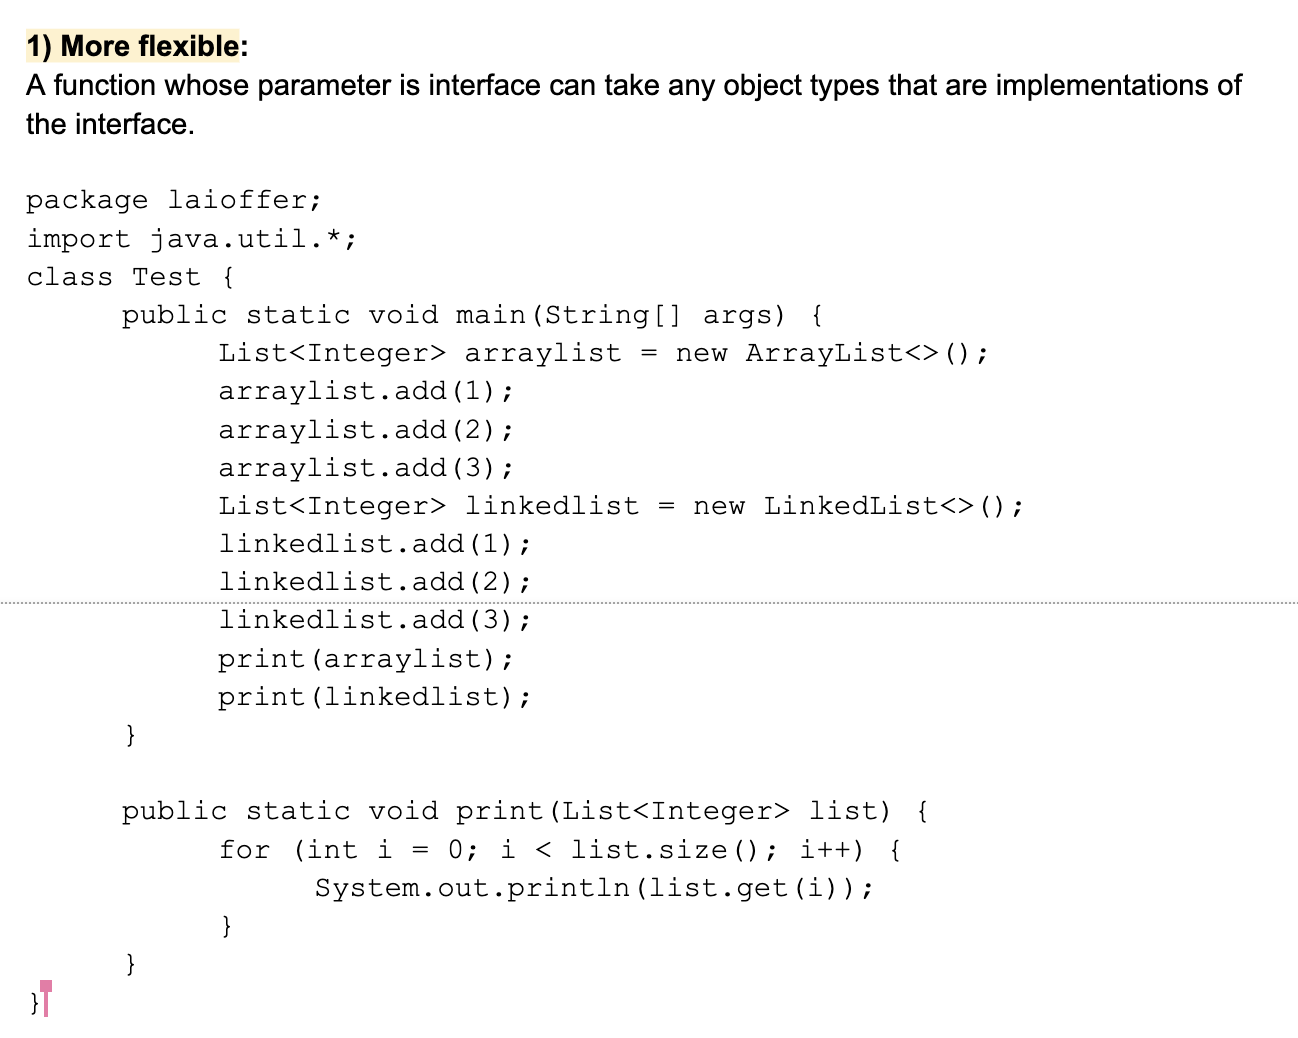 1) More flexible:
A function whose parameter is interface can take any object types that are implementations of
the interface.
package laioffer;
import java.util.*;
class Test {
public static void main(String[] args) {
List<Integer> arraylist = new ArrayList<>();
arraylist.add(1);
arraylist.add(2);
arraylist.add(3);
List<Integer> linkedlist = new LinkedList<>();
linkedlist.add(1);
linkedlist.add(2);
linkedlist.add(3);
print(arraylist);
print(linkedlist);
}
public static void print(List<Integer> list) {
for (int i = 0; i < list.size(); i++) {
System.out.println(list.get(i));
}
}
}